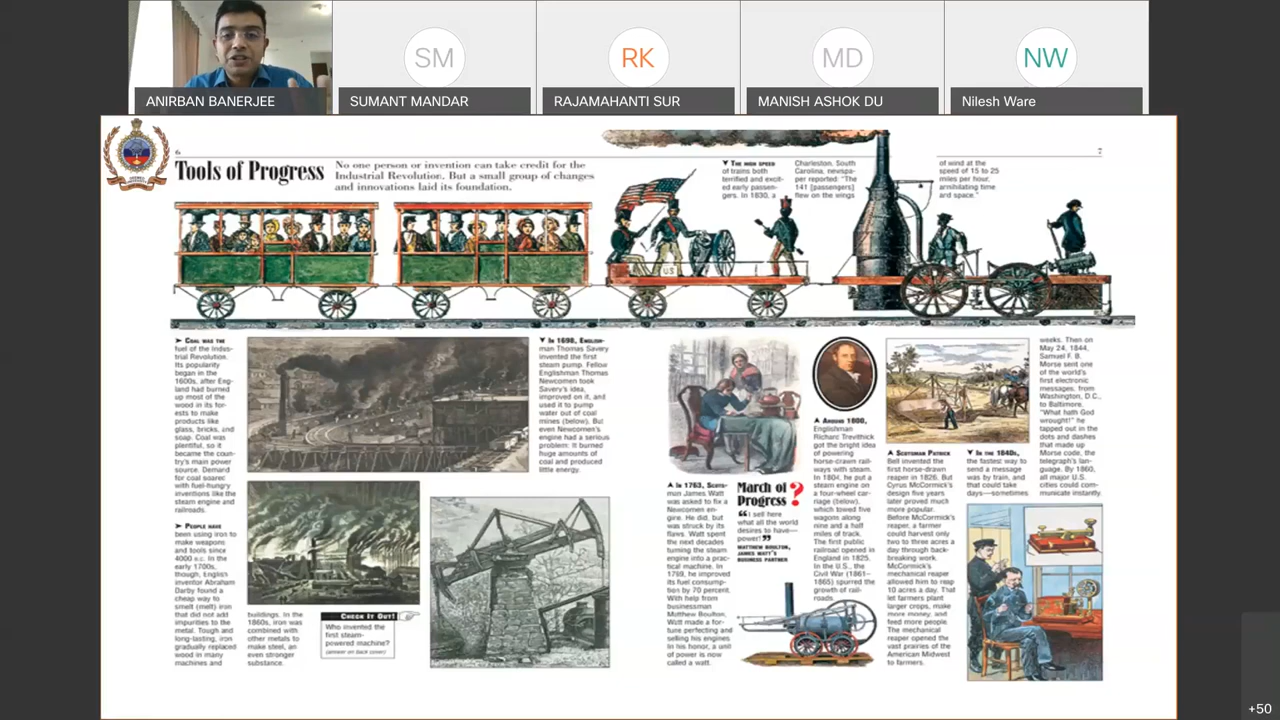 ANIRBAN BANERJEE
SM
SUMANT MANDAR
RK
RAJAMAHANTI SUR
MD
MANISH ASHOK DU
NW
Nilesh Ware
6
7
Tools of Progress
No one person or invention can take credit for the
Industrial Revolution. But a small group of changes
and innovations laid its foundation.
▼ THE HIGH SPEED
of trains both
terrified and excit-
ed early passen-
gers. In 1830, a
Charleston, South
Carolina, newspa-
per reported: "The
141 [passengers]
flew on the wings
of wind at the
speed of 15 to 25
miles per hour,
annihilating time
and space."
U.S
➤ COAL WAS THE
fuel of the Indus-
trial Revolution.
Its popularity
began in the
1600s, after Eng-
land had burned
up most of the
wood in its for-
ests to make
products like
glass, bricks, and
soap. Coal was
plentiful, so it
became the coun-
try's main power
source. Demand
for coal soared
with fuel-hungry
inventions like the
steam engine and
railroads.
➤ PEOPLE HAVE
been using iron to
make weapons
and tools since
4000 B.C. In the
early 1700s,
though, English
inventor Abraham
Darby found a
cheap way to
smelt (melt) iron
that did not add
impurities to the
metal. Tough and
long-lasting, iron
gradually replaced
wood in many
machines and
buildings. In the
1860s, iron was
combined with
other metals to
make steel, an
even stronger
substance.
CHECK IT OUT!
Who invented the
first steam-
powered machine?
(answer on back cover)
▼ IN 1698, ENGLISH-
man Thomas Savery
invented the first
steam pump. Fellow
Englishman Thomas
Newcomen took
Savery's idea,
improved on it, and
used it to pump
water out of coal
mines (below). But
even Newcomen's
engine had a serious
problem: It burned
huge amounts of
coal and produced
little energy.
▲ IN 1763, SCOTS-
man James Watt
was asked to fix a
Newcomen en-
gine. He did, but
was struck by its
flaws. Watt spent
the next decades
turning the steam
engine into a prac-
tical machine. In
1769, he improved
its fuel consump-
tion by 70 percent.
With help from
businessman
Matthew Boulton,
Watt made a for-
tune perfecting and
selling his engines
In his honor, a unit
of power is now
called a watt.
March of
Progress?
"I sell here
what all the world
desires to have—
power!"
MATTHEW BOULTON,
JAMES WATT'S
BUSINESS PARTNER
▲ AROUND 1800,
Englishman
Richard Trevithick
got the bright idea
of powering
horse-drawn rail-
ways with steam.
In 1804, he put a
steam engine on
a four-wheel car-
riage (below),
which towed five
wagons along
nine and a half
miles of track.
The first public
railroad opened in
England in 1825.
In the U.S., the
Civil War (1861–
1865) spurred the
growth of rail-
roads.
▲ SCOTSMAN PATRICK
Bell invented the
first horse-drawn
reaper in 1826. But
Cyrus McCormick's
design five years
later proved much
more popular.
Before McCormick's
reaper, a farmer
could harvest only
two to three acres a
day through back-
breaking work.
McCormick's
mechanical reaper
allowed him to reap
10 acres a day. That
let farmers plant
larger crops, make
more money, and
feed more people.
The mechanical
reaper opened the
vast prairies of the
American Midwest
to farmers.
▼ IN THE 1840s,
the fastest way to
send a message
was by train, and
that could take
days—sometimes
weeks. Then on
May 24, 1844,
Samuel F. B.
Morse sent one
of the world's
first electronic
messages, from
Washington, D.C.,
to Baltimore.
"What hath God
wrought!" he
tapped out in the
dots and dashes
that made up
Morse code, the
telegraph's lan-
guage. By 1860,
all major U.S.
cities could com-
municate instantly.
+50